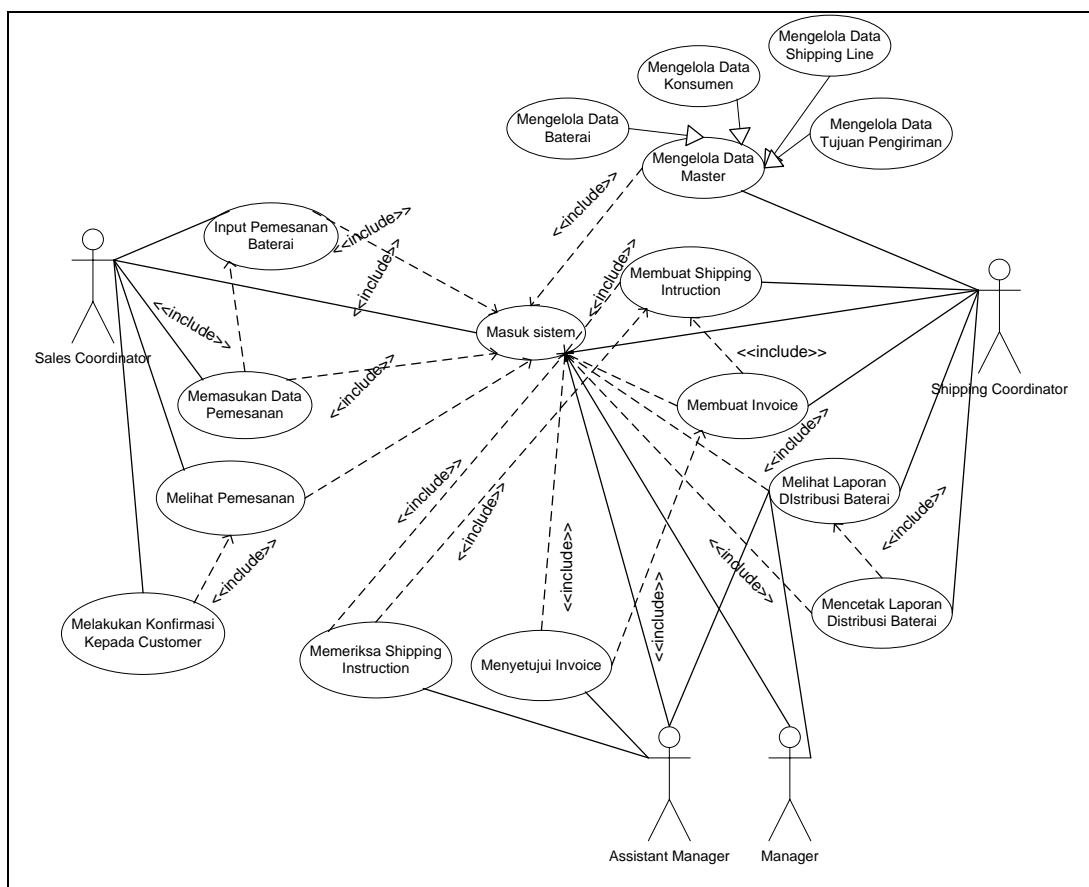 Mengelola Data
Shipping Line
Mengelola Data
Konsumen
Mengelola Data
Baterai
Mengelola Data
Tujuan Pengiriman
Mengelola Data
Master
<<include>>
Input Pemesanan
Baterai
<<include>>
<<include>>
<<include>>
Membuat Shipping
Intruction
Masuk sistem
Sales Coordinator
<<include>>
<<include>>
Shipping Coordinator
Memasukan Data
Pemesanan
<<include>>
Membuat Invoice
<<include>>
Melihat Pemesanan
<<include>>
<<include>>
Melihat Laporan
DIstribusi Baterai
<<include>>
<<include>>
<<include>>
<<include>>
<<include>>
Mencetak Laporan
Distribusi Baterai
Melakukan Konfirmasi
Kepada Customer
Memeriksa Shipping
Instruction
Menyetujui Invoice
Assistant Manager
Manager